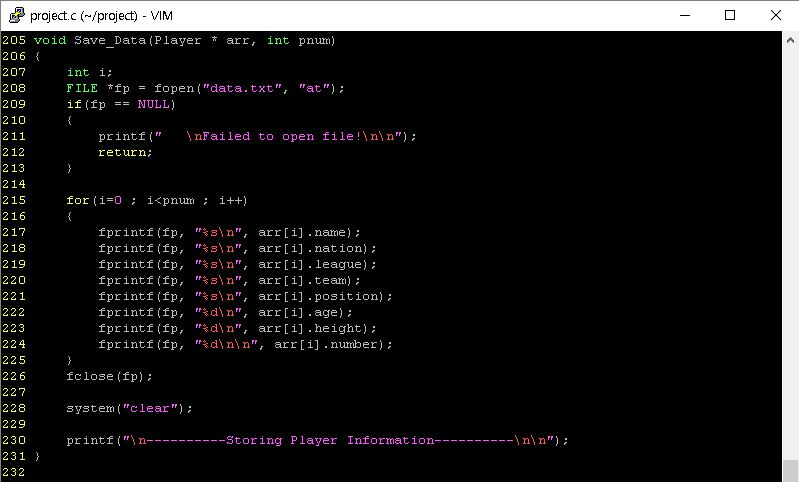 project.c (~/project) - VIM
205 void Save_Data(Player * arr, int pnum)
206 {
207     int i;
208     FILE *fp = fopen("data.txt", "at");
209     if(fp == NULL)
210     {
211         printf("   \nFailed to open file!\n\n");
212         return;
213     }
214
215     for(i=0 ; i<pnum ; i++)
216     {
217         fprintf(fp, "%s\n", arr[i].name);
218         fprintf(fp, "%s\n", arr[i].nation);
219         fprintf(fp, "%s\n", arr[i].league);
220         fprintf(fp, "%s\n", arr[i].team);
221         fprintf(fp, "%s\n", arr[i].position);
222         fprintf(fp, "%d\n", arr[i].age);
223         fprintf(fp, "%d\n", arr[i].height);
224         fprintf(fp, "%d\n\n", arr[i].number);
225     }
226     fclose(fp);
227
228     system("clear");
229
230     printf("\n----------Storing Player Information----------\n\n");
231 }
232